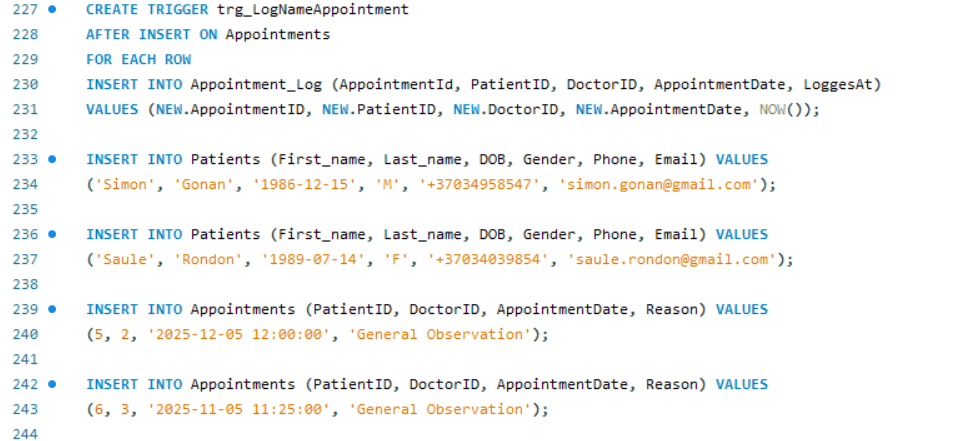 227 CREATE TRIGGER trg_LogNameAppointment
228 AFTER INSERT ON Appointments
229 FOR EACH ROW
230 INSERT INTO Appointment_Log (AppointmentId, PatientID, DoctorID, AppointmentDate, LoggesAt)
231 VALUES (NEW.AppointmentID, NEW.PatientID, NEW.DoctorID, NEW.AppointmentDate, NOW());
232
233 INSERT INTO Patients (First_name, Last_name, DOB, Gender, Phone, Email) VALUES
234 ('Simon', 'Gonan', '1986-12-15', 'M', '+37034958547', 'simon.gonan@gmail.com');
235
236 INSERT INTO Patients (First_name, Last_name, DOB, Gender, Phone, Email) VALUES
237 ('Saule', 'Rondon', '1989-07-14', 'F', '+37034039854', 'saule.rondon@gmail.com');
238
239 INSERT INTO Appointments (PatientID, DoctorID, AppointmentDate, Reason) VALUES
240 (5, 2, '2025-12-05 12:00:00', 'General Observation');
241
242 INSERT INTO Appointments (PatientID, DoctorID, AppointmentDate, Reason) VALUES
243 (6, 3, '2025-11-05 11:25:00', 'General Observation');
244